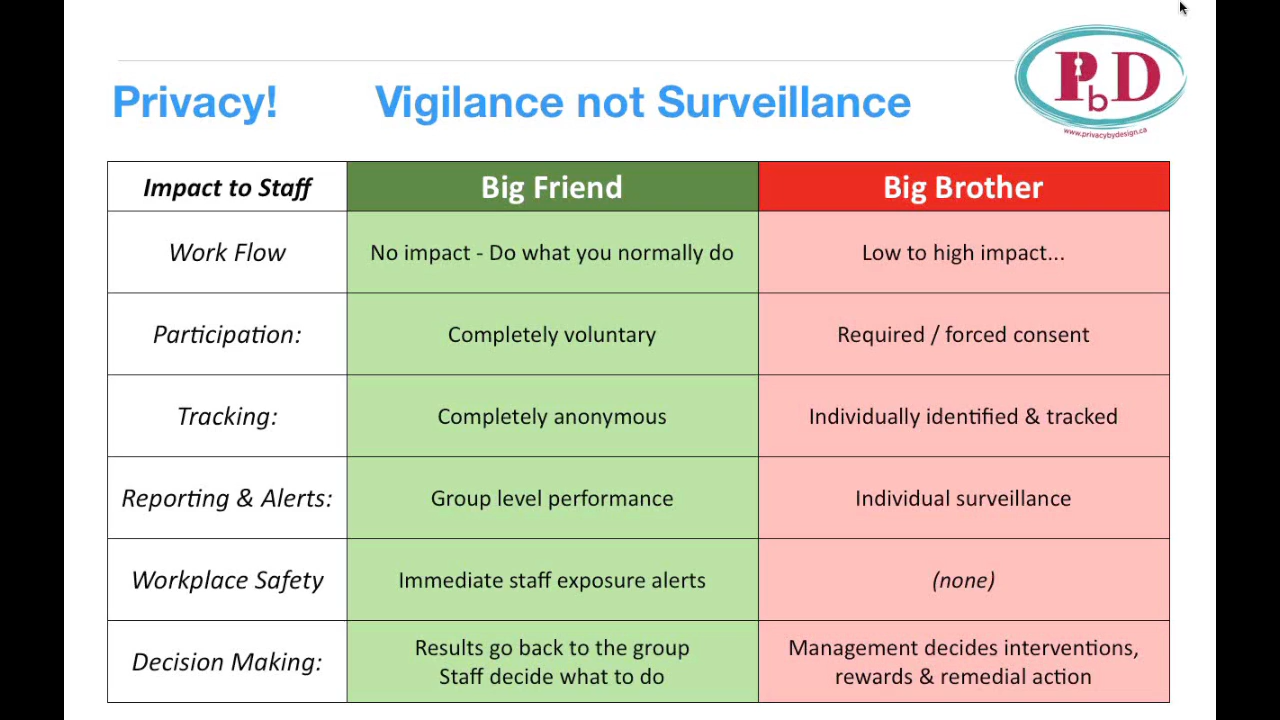 Privacy! Vigilance not Surveillance
PbD
www.privacybydesign.ca
Impact to Staff Big Friend Big Brother
Work Flow No impact - Do what you normally do Low to high impact...
Participation: Completely voluntary Required / forced consent
Tracking: Completely anonymous Individually identified & tracked
Reporting & Alerts: Group level performance Individual surveillance
Workplace Safety Immediate staff exposure alerts (none)
Decision Making: Results go back to the group Management decides interventions,
Staff decide what to do rewards & remedial action